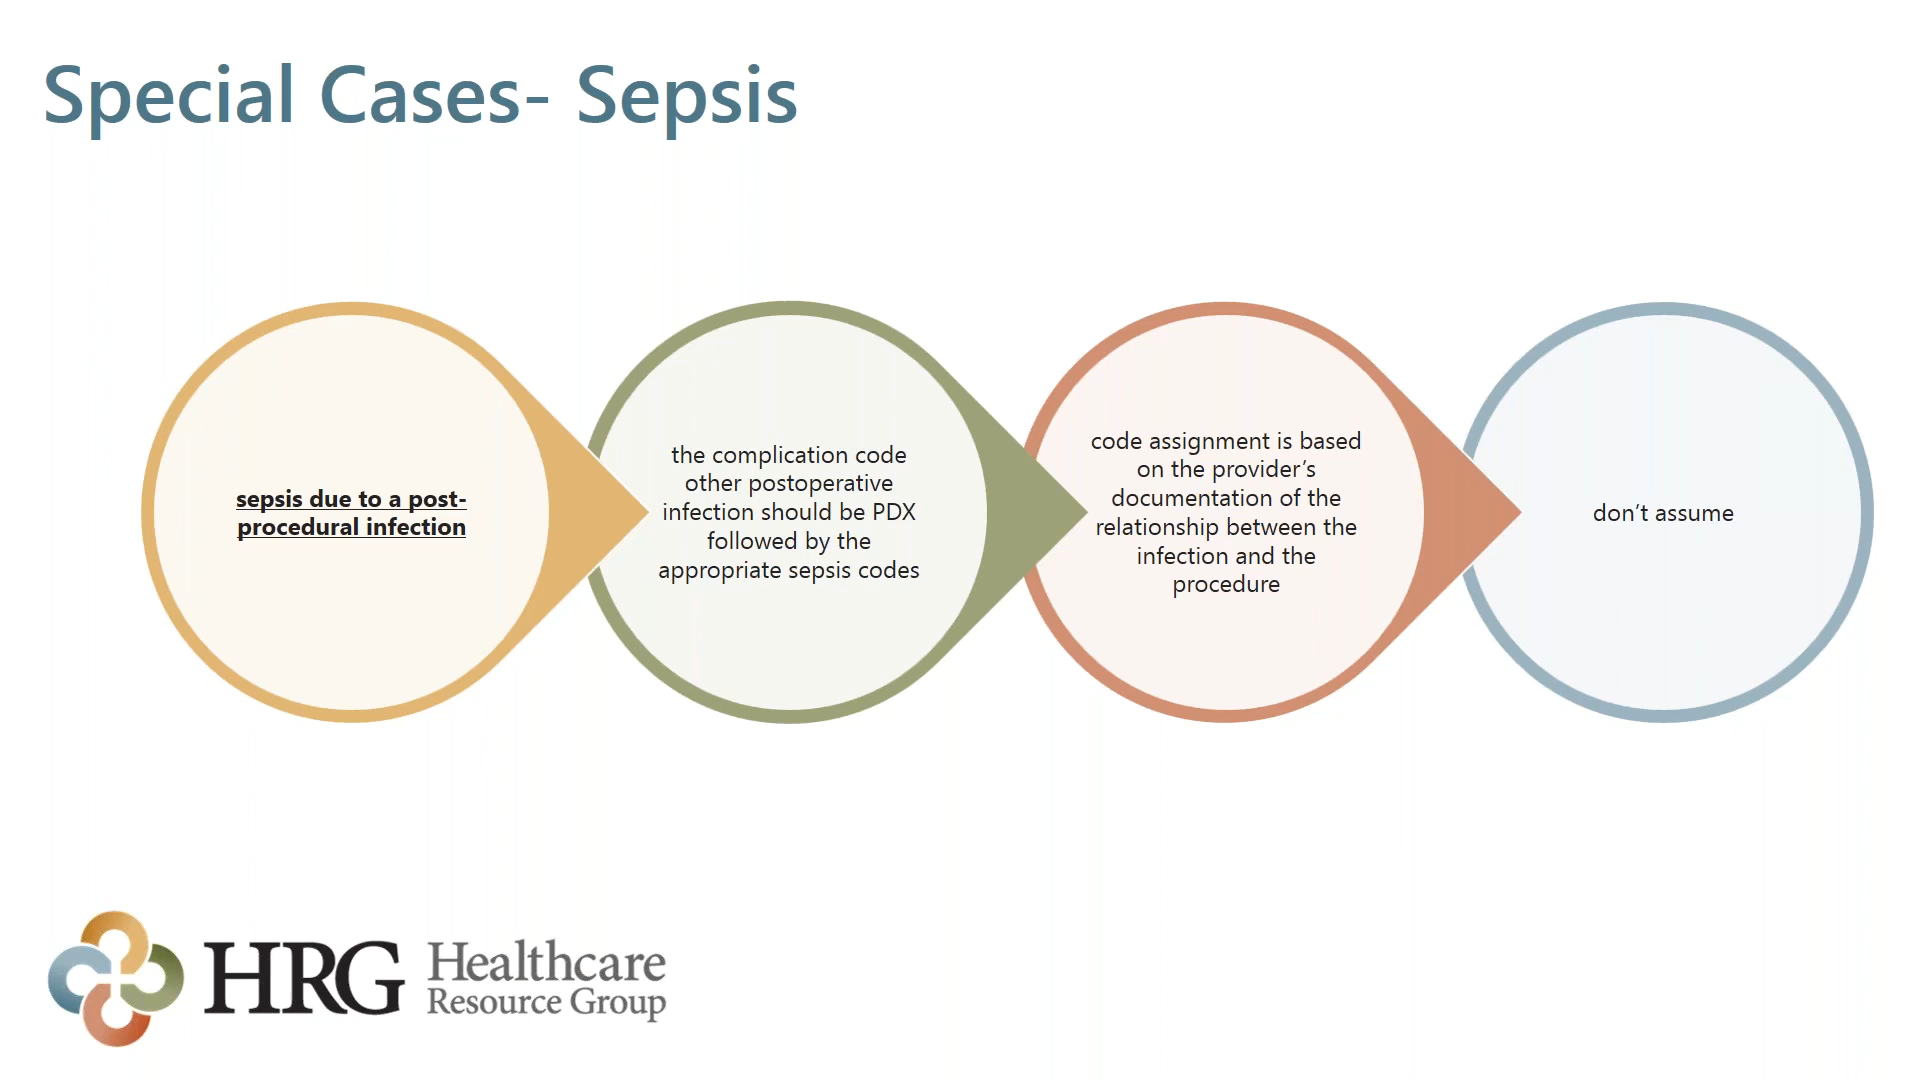 Special Cases- Sepsis
sepsis due to a post-
procedural infection
the complication code
other postoperative
infection should be PDX
followed by the
appropriate sepsis codes
code assignment is based
on the provider’s
documentation of the
relationship between the
infection and the
procedure
don’t assume
HRG Healthcare
Resource Group